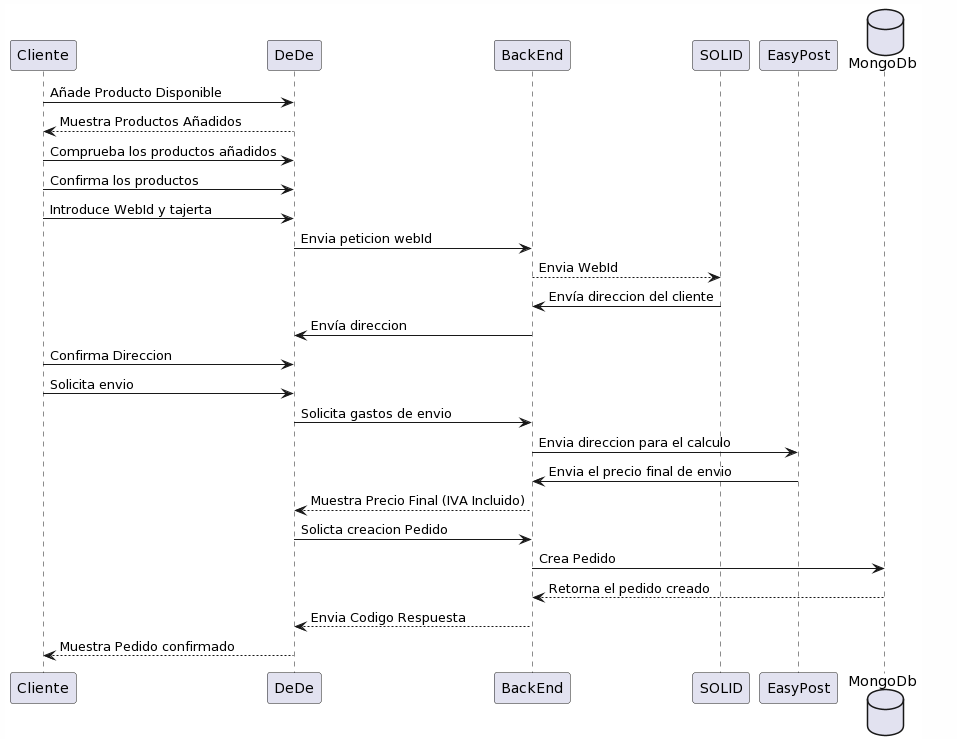 Cliente DeDe BackEnd SOLID EasyPost MongoDb
Añade Producto Disponible
Muestra Productos Añadidos
Comprueba los productos añadidos
Confirma los productos
Introduce WebId y tajerta
Envia peticion webId
Envia WebId
Envía direccion del cliente
Envía direccion
Confirma Direccion
Solicita envio
Solicita gastos de envio
Envia direccion para el calculo
Envia el precio final de envio
Muestra Precio Final (IVA Incluido)
Solicta creacion Pedido
Crea Pedido
Retorna el pedido creado
Envia Codigo Respuesta
Muestra Pedido confirmado
Cliente DeDe BackEnd SOLID EasyPost MongoDb